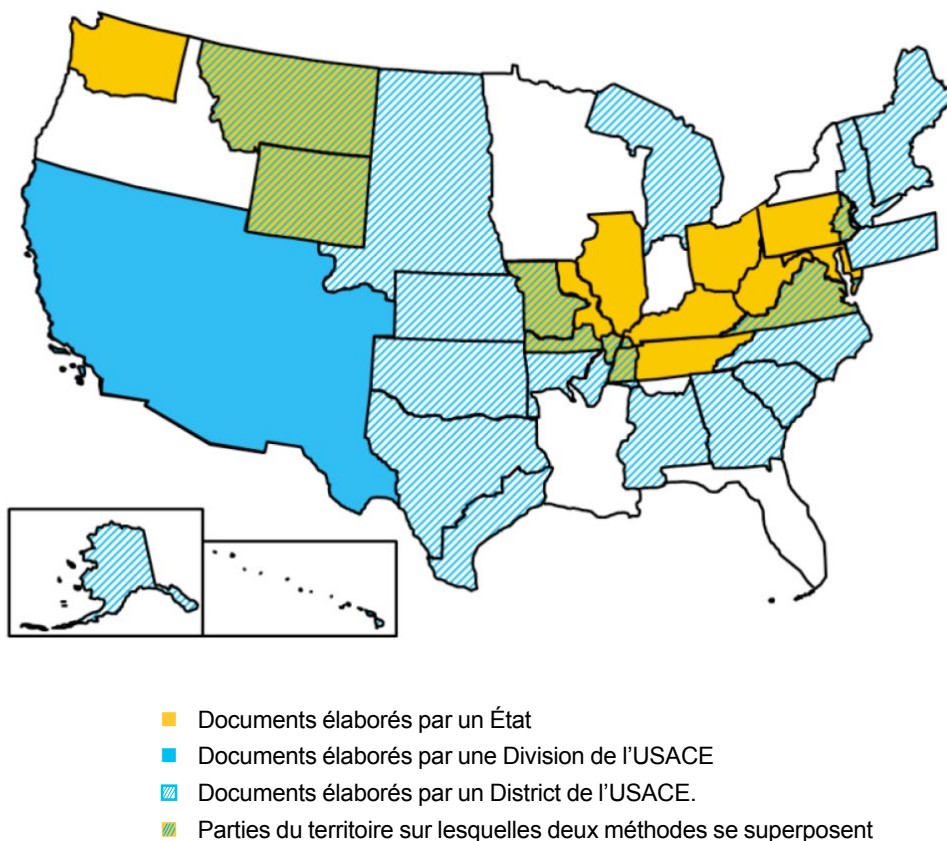 Documents élaborés par un État
Documents élaborés par une Division de l'USACE
Documents élaborés par un District de l'USACE.
Parties du territoire sur lesquelles deux méthodes se superposent